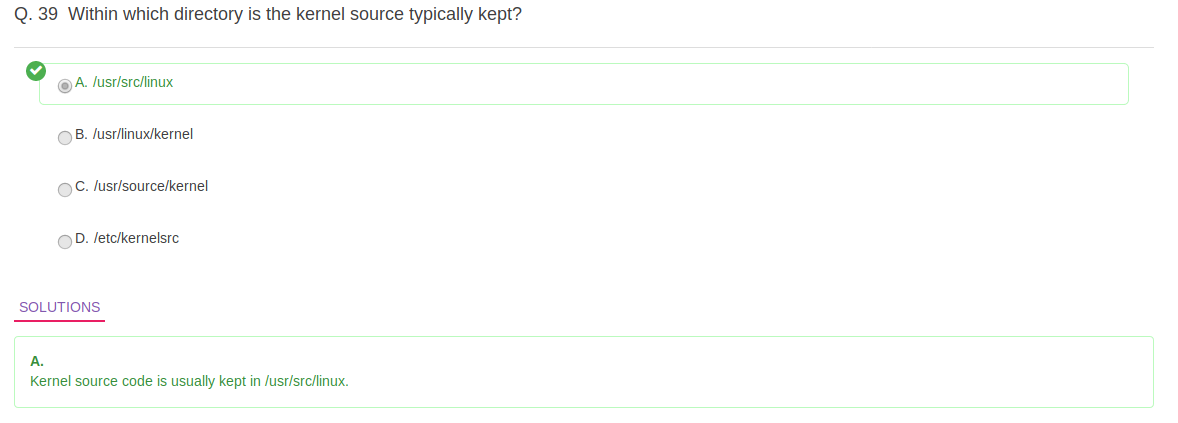 Q. 39 Within which directory is the kernel source typically kept?
A. /usr/src/linux
B. /usr/linux/kernel
C. /usr/source/kernel
D. /etc/kernelsrc
SOLUTIONS
A.
Kernel source code is usually kept in /usr/src/linux.